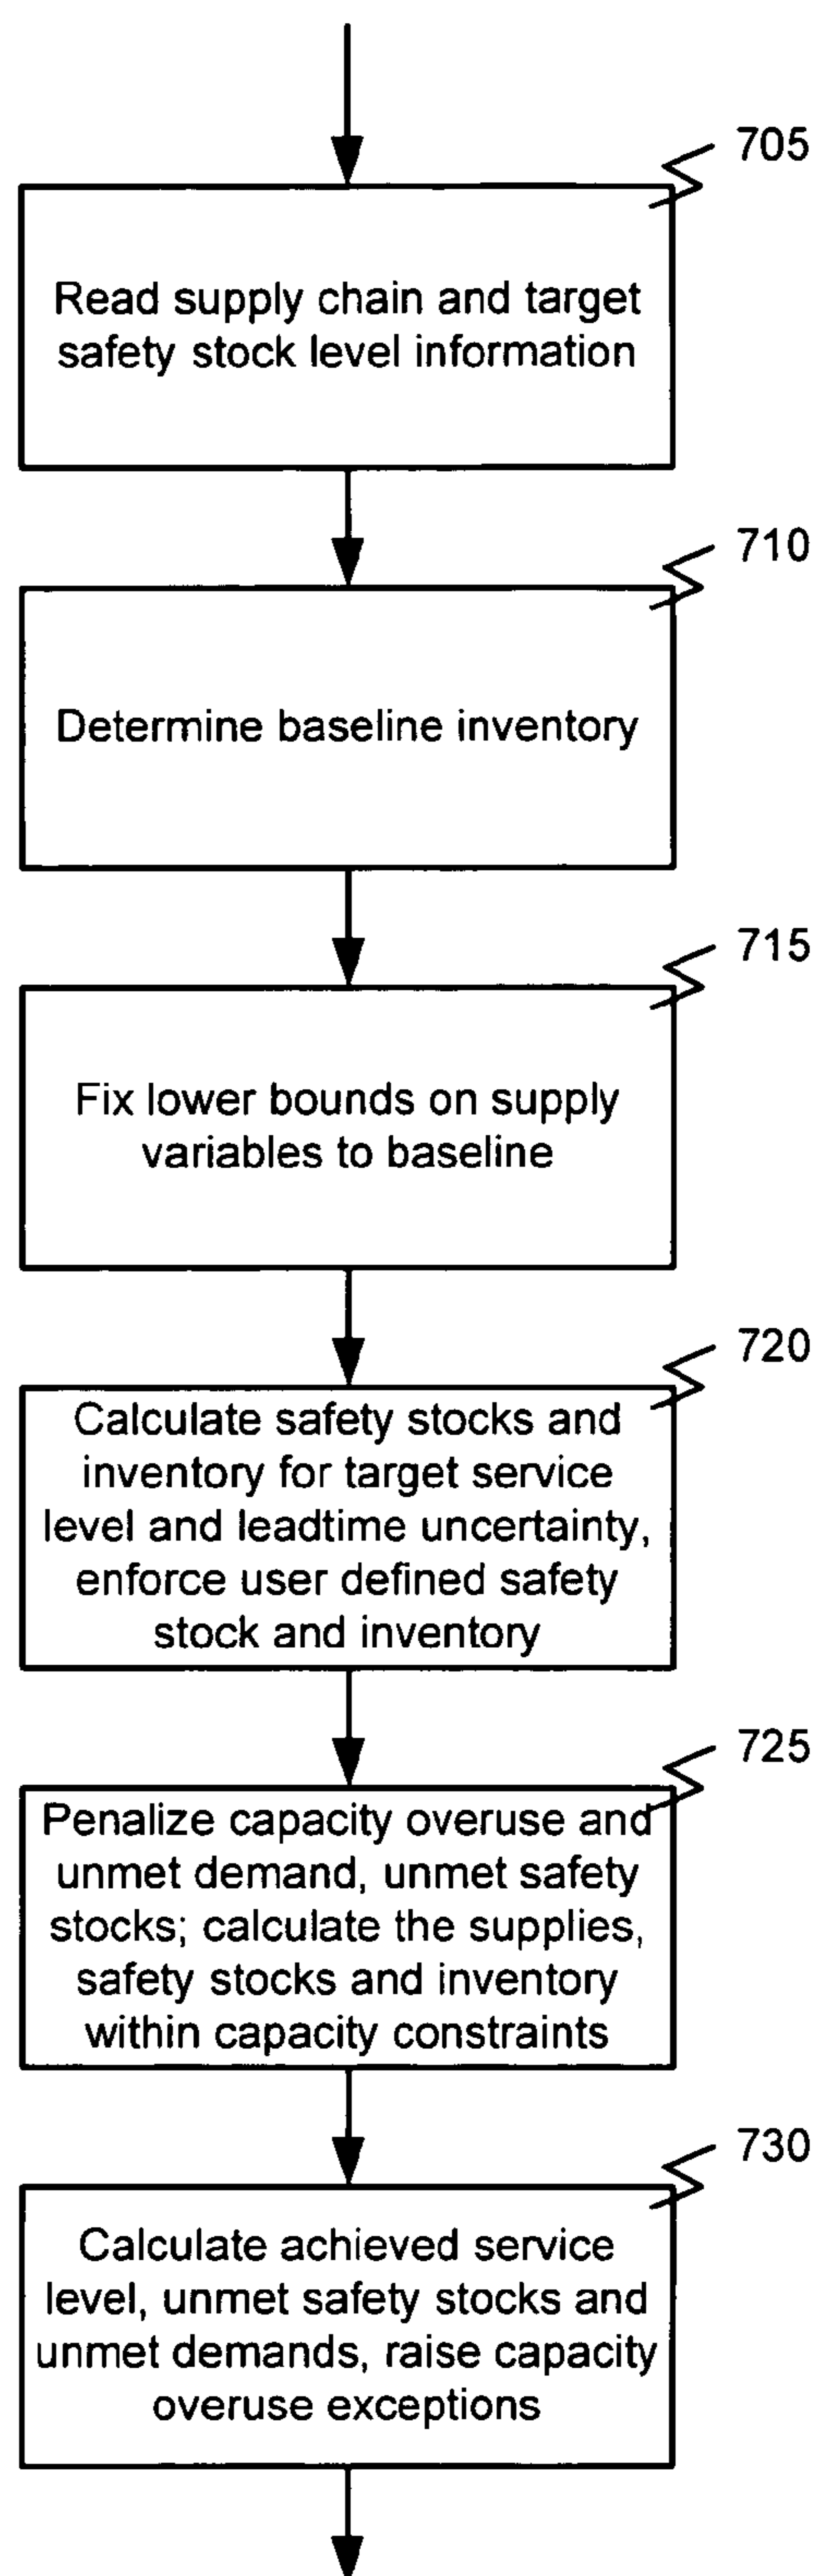 705
Read supply chain and target
safety stock level information
710
Determine baseline inventory
715
Fix lower bounds on supply
variables to baseline
720
Calculate safety stocks and
inventory for target service
level and leadtime uncertainty,
enforce user defined safety
stock and inventory
725
Penalize capacity overuse and
unmet demand, unmet safety
stocks; calculate the supplies,
safety stocks and inventory
within capacity constraints
730
Calculate achieved service
level, unmet safety stocks and
unmet demands, raise capacity
overuse exceptions